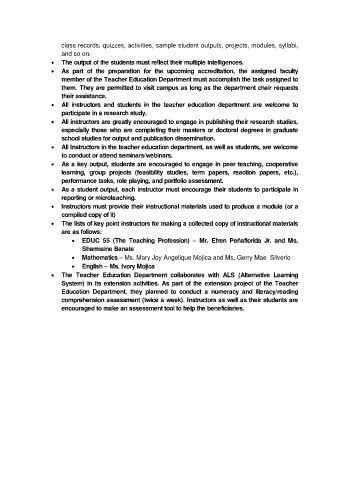 class records, quizzes, activities, sample student outputs, projects, modules, syllabi,
and so on.
• The output of the students must reflect their multiple intelligences.
• As part of the preparation for the upcoming accreditation, the assigned faculty
member of the Teacher Education Department must accomplish the task assigned to
them. They are permitted to visit campus as long as the department chair requests
their assistance.
• All instructors and students in the teacher education department are welcome to
participate in a research study.
• All instructors are greatly encouraged to engage in publishing their research studies,
especially those who are completing their masters or doctoral degrees in graduate
school studies for output and publication dissemination.
• All Instructors in the teacher education department, as well as students, are welcome
to conduct or attend seminars/webinars.
• As a key output, students are encouraged to engage in peer teaching, cooperative
learning, group projects (feasibility studies, term papers, reaction papers, etc.),
performance tasks, role playing, and portfolio assessment.
• As a student output, each instructor must encourage their students to participate in
reporting or microteaching.
• Instructors must provide their instructional materials used to produce a module (or a
compiled copy of it)
• The lists of key point instructors for making a collected copy of instructional materials
are as follows:
• EDUC 55 (The Teaching Profession) – Mr. Efren Peñaflorida Jr. and Ms.
Sharmaine Banate
• Mathematics – Ms. Mary Joy Angelique Mojica and Ms. Gerry Mae Silverio
• English – Ms. Ivory Mojica
• The Teacher Education Department collaborates with ALS (Alternative Learning
System) in its extension activities. As part of the extension project of the Teacher
Education Department, they planned to conduct a numeracy and literacy/reading
comprehension assessment (twice a week). Instructors as well as their students are
encouraged to make an assessment tool to help the beneficiaries.